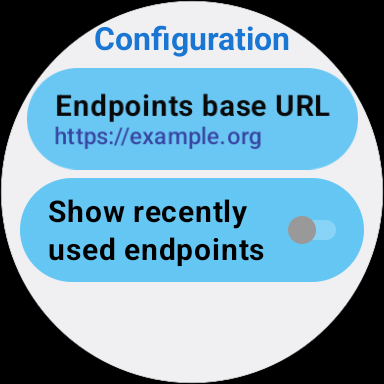 Configuration
Endpoints base URL
https://example.org
Show recently
used endpoints